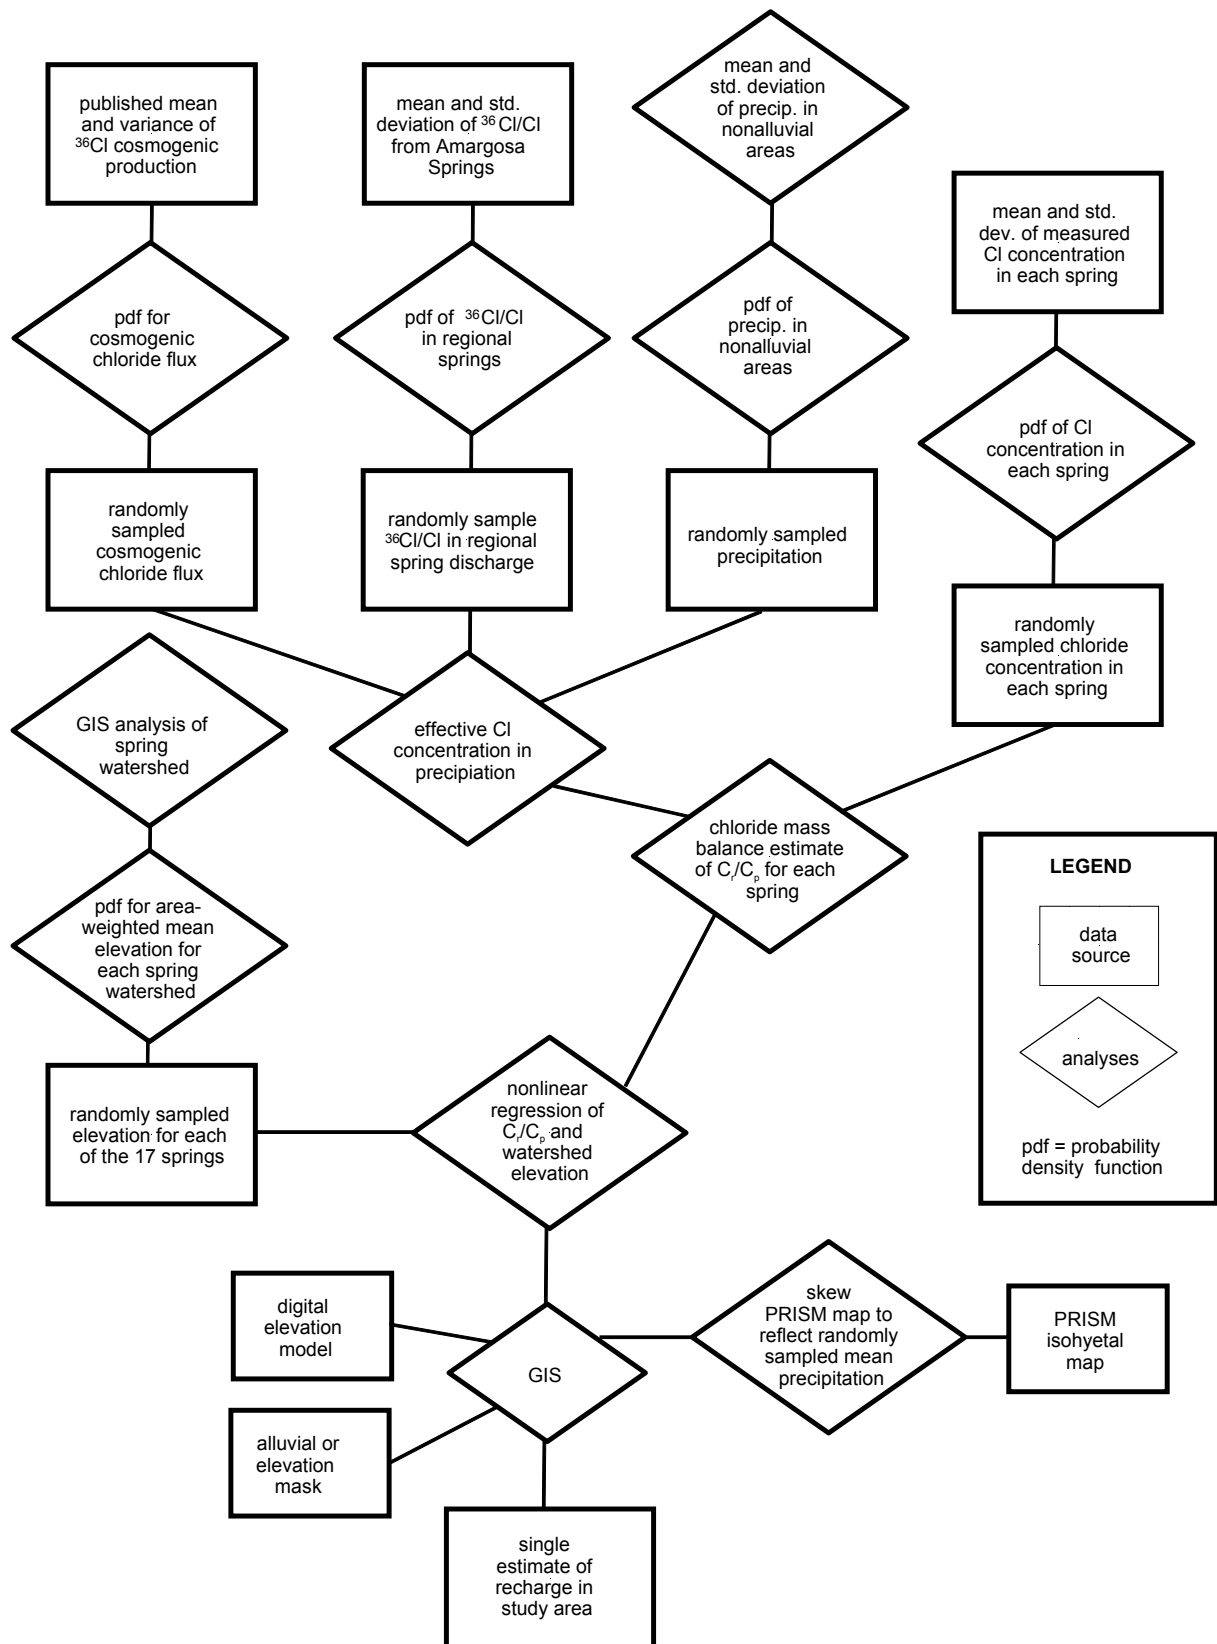 published mean
and variance of
³⁶Cl cosmogenic
production
mean and std.
deviation of ³⁶Cl/Cl
from Amargosa
Springs
mean and
std. deviation
of precip. in
nonalluvial
areas
mean and std.
dev. of measured
Cl concentration
in each spring
pdf for
cosmogenic
chloride flux
pdf of ³⁶Cl/Cl
in regional
springs
pdf of
precip. in
nonalluvial
areas
pdf of Cl
concentration in
each spring
randomly
sampled
cosmogenic
chloride flux
randomly sample
³⁶Cl/Cl in regional
spring discharge
randomly sampled
precipitation
randomly
sampled chloride
concentration in
each spring
GIS analysis of
spring
watershed
effective Cl
concentration in
precipiation
chloride mass
balance estimate
of Cᵣ/Cₚ for each
spring
pdf for area-
weighted mean
elevation for
each spring
watershed
LEGEND
data
source
analyses
pdf = probability
density function
randomly sampled
elevation for each
of the 17 springs
nonlinear
regression of
Cᵣ/Cₚ and
watershed
elevation
digital
elevation
model
GIS
skew
PRISM map to
reflect randomly
sampled mean
precipitation
PRISM
isohyetal
map
alluvial or
elevation
mask
single
estimate of
recharge in
study area